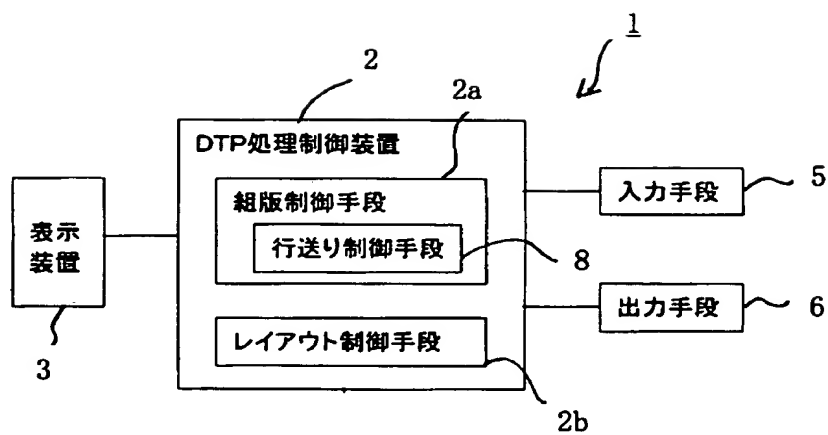 1
2
2a
DTP処理制御装置
組版制御手段
行送り制御手段
8
レイアウト制御手段
2b
表示
装置
3
入力手段
5
出力手段
6